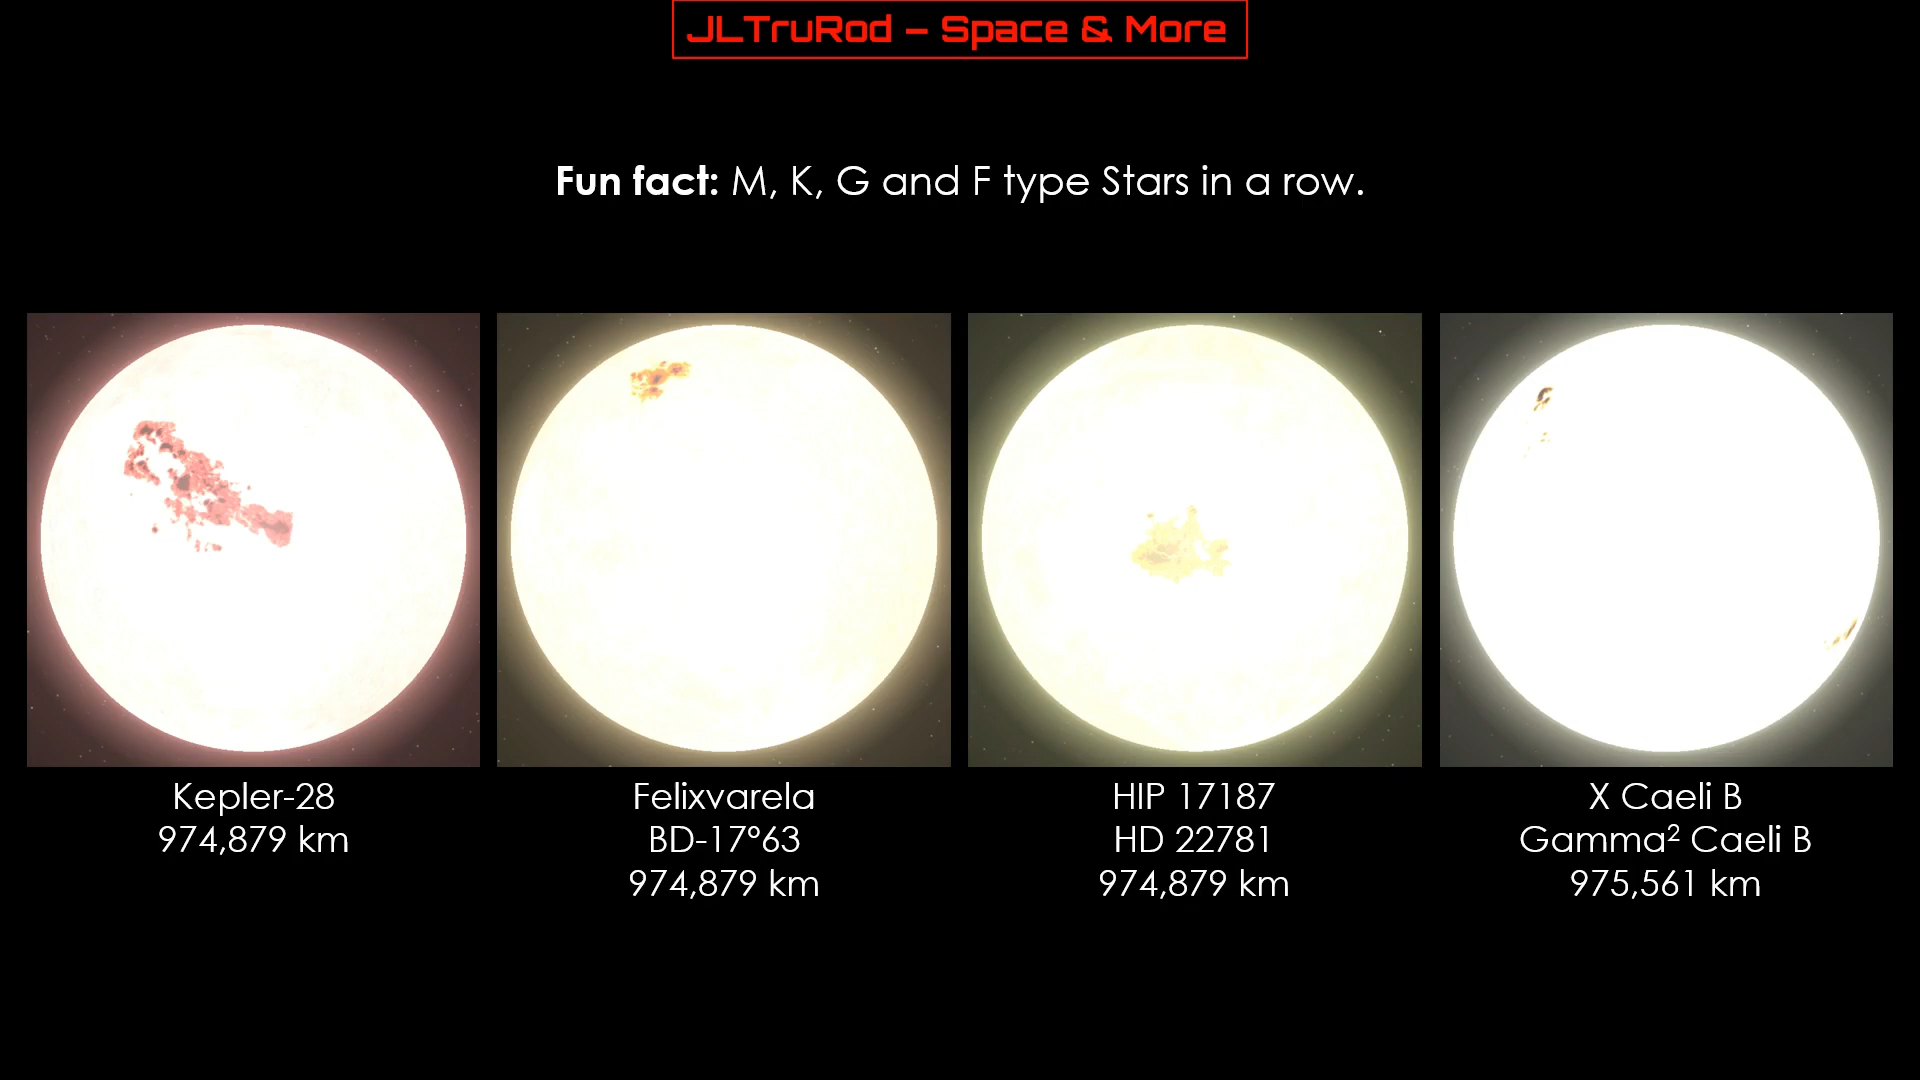 JLTruRod – Space & More
Fun fact: M, K, G and F type Stars in a row.
Kepler-28
974,879 km
Felixvarela
BD-17°63
974,879 km
HIP 17187
HD 22781
974,879 km
X Caeli B
Gamma² Caeli B
975,561 km